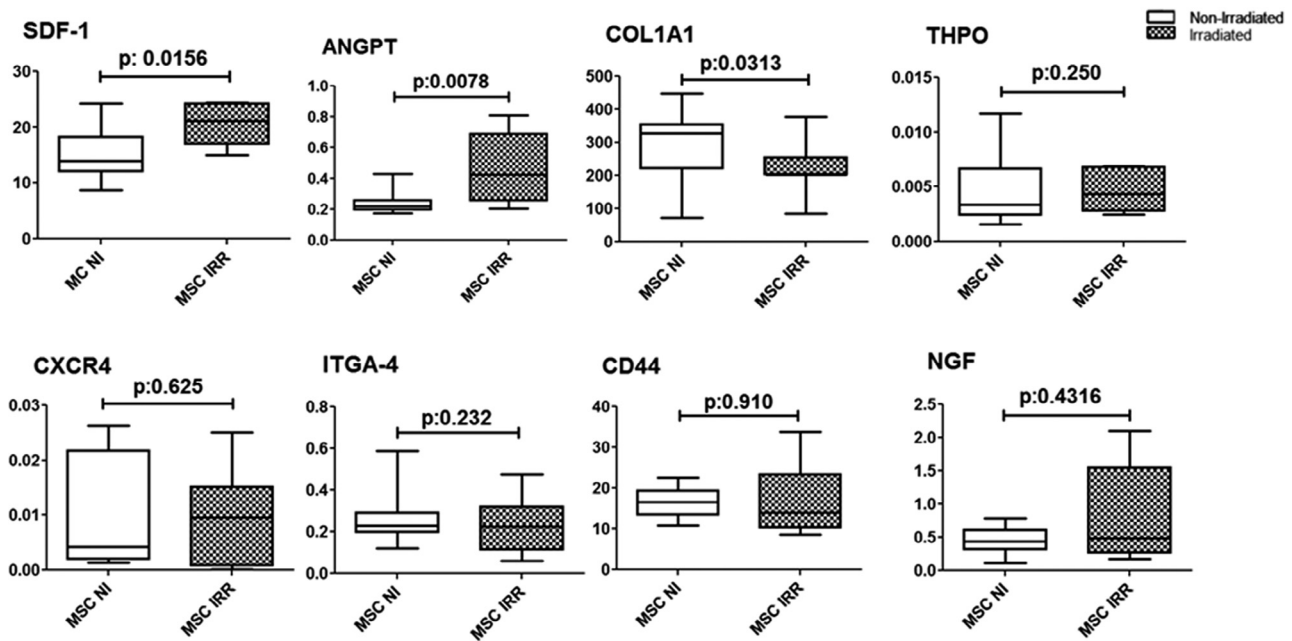 Non-Irradiated
Irradiated
SDF-1
p: 0.0156
30
20
10
0
MC NI
MSC IRR
ANGPT
p:0.0078
1.0
0.8
0.6
0.4
0.2
0.0
MSC NI
MSC IRR
COL1A1
p:0.0313
500
400
300
200
100
0
MSC NI
MSC IRR
THPO
p:0.250
0.015
0.010
0.005
0.000
MSC NI
MSC IRR
CXCR4
p:0.625
0.03
0.02
0.01
0.00
MSC NI
MSC IRR
ITGA-4
p:0.232
0.8
0.6
0.4
0.2
0.0
MSC NI
MSC IRR
CD44
p:0.910
40
30
20
10
0
MSC NI
MSC IRR
NGF
p:0.4316
2.5
2.0
1.5
1.0
0.5
0.0
MSC NI
MSC IRR